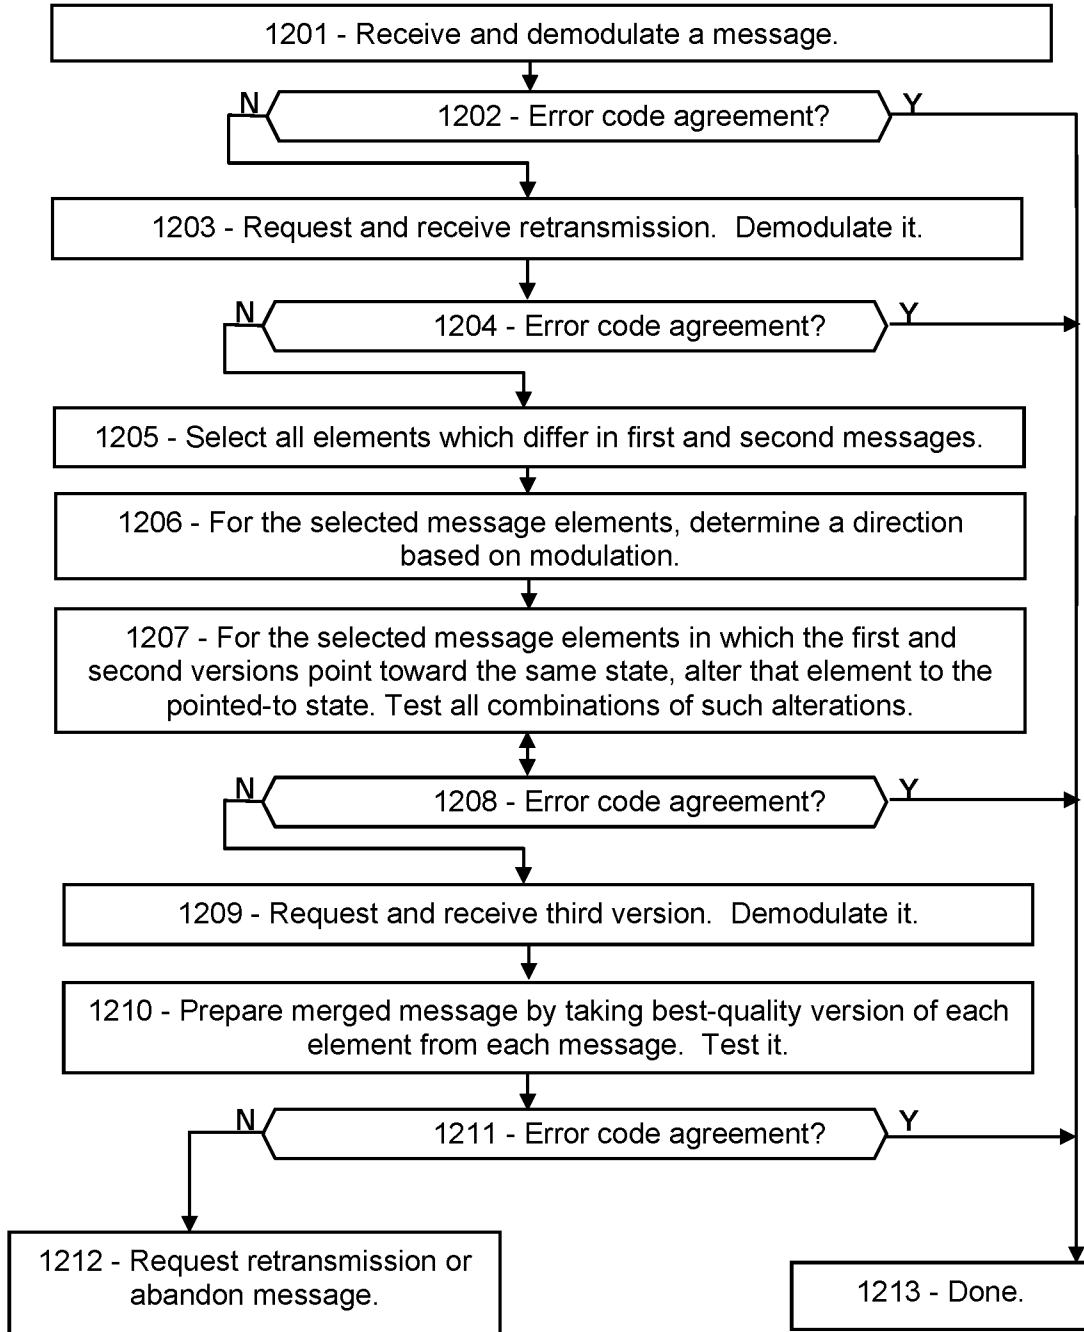 1201 - Receive and demodulate a message.
N
Y
1202 - Error code agreement?
1203 - Request and receive retransmission.  Demodulate it.
N
Y
1204 - Error code agreement?
1205 - Select all elements which differ in first and second messages.
1206 - For the selected message elements, determine a direction
based on modulation.
1207 - For the selected message elements in which the first and
second versions point toward the same state, alter that element to the
pointed-to state. Test all combinations of such alterations.
N
Y
1208 - Error code agreement?
1209 - Request and receive third version.  Demodulate it.
1210 - Prepare merged message by taking best-quality version of each
element from each message.  Test it.
N
Y
1211 - Error code agreement?
1212 - Request retransmission or
abandon message.
1213 - Done.